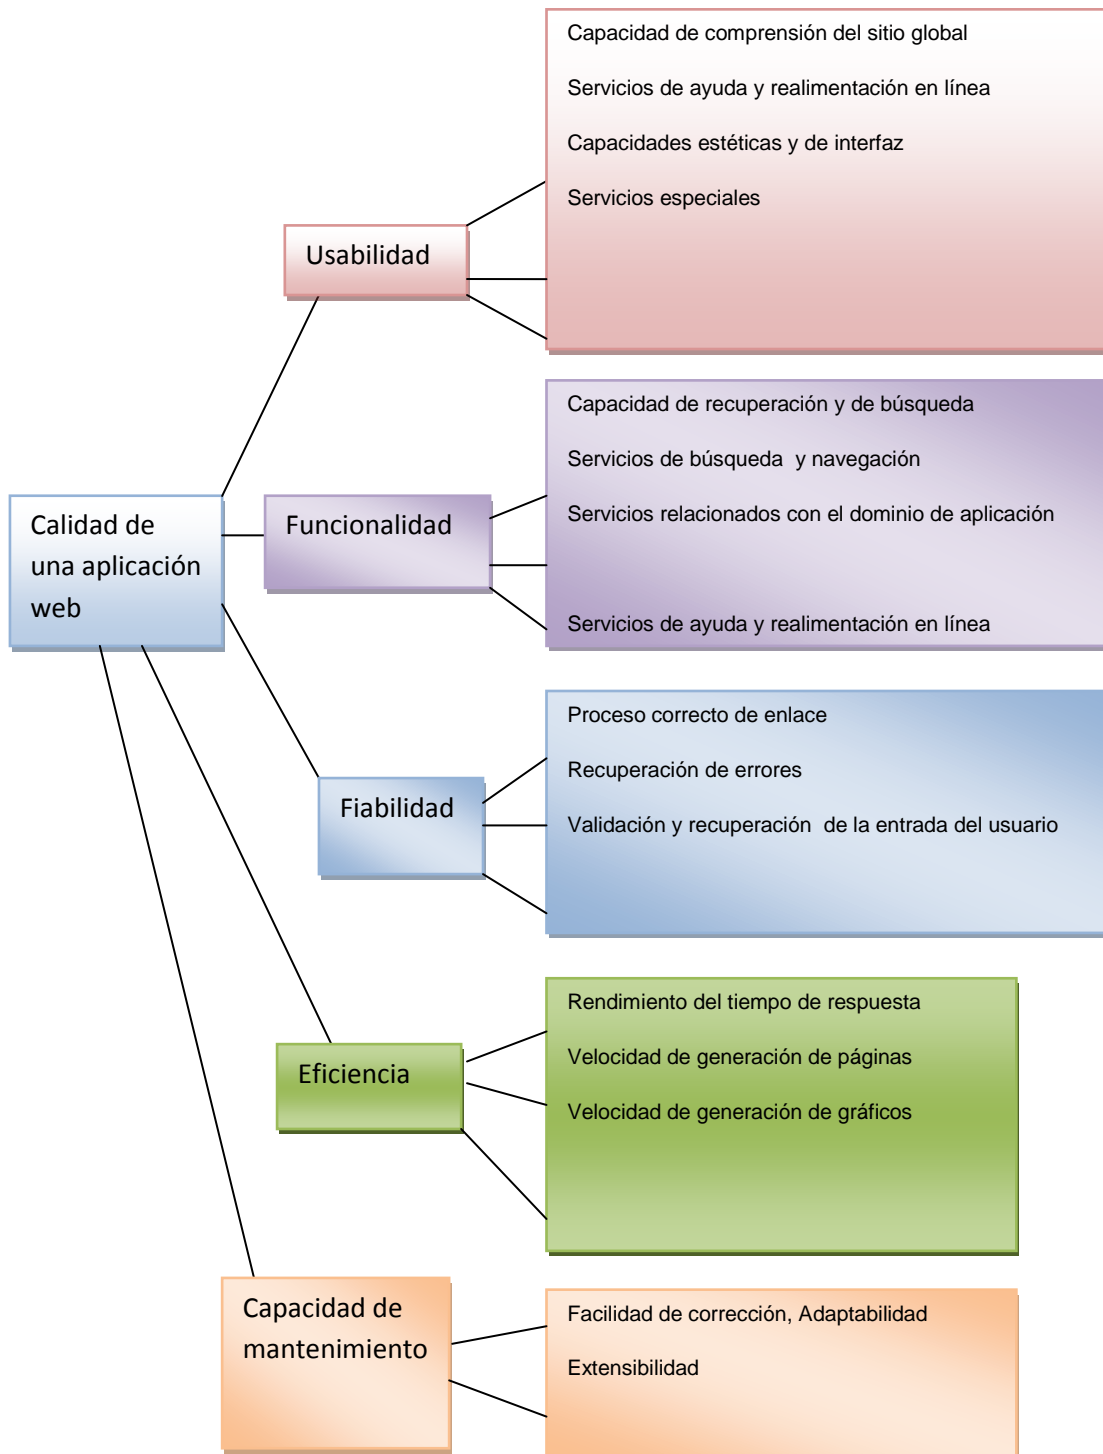 Calidad de
una aplicación
web
Usabilidad
Capacidad de comprensión del sitio global
Servicios de ayuda y realimentación en línea
Capacidades estéticas y de interfaz
Servicios especiales
Funcionalidad
Capacidad de recuperación y de búsqueda
Servicios de búsqueda  y navegación
Servicios relacionados con el dominio de aplicación
Servicios de ayuda y realimentación en línea
Fiabilidad
Proceso correcto de enlace
Recuperación de errores
Validación y recuperación  de la entrada del usuario
Eficiencia
Rendimiento del tiempo de respuesta
Velocidad de generación de páginas
Velocidad de generación de gráficos
Capacidad de
mantenimiento
Facilidad de corrección, Adaptabilidad
Extensibilidad